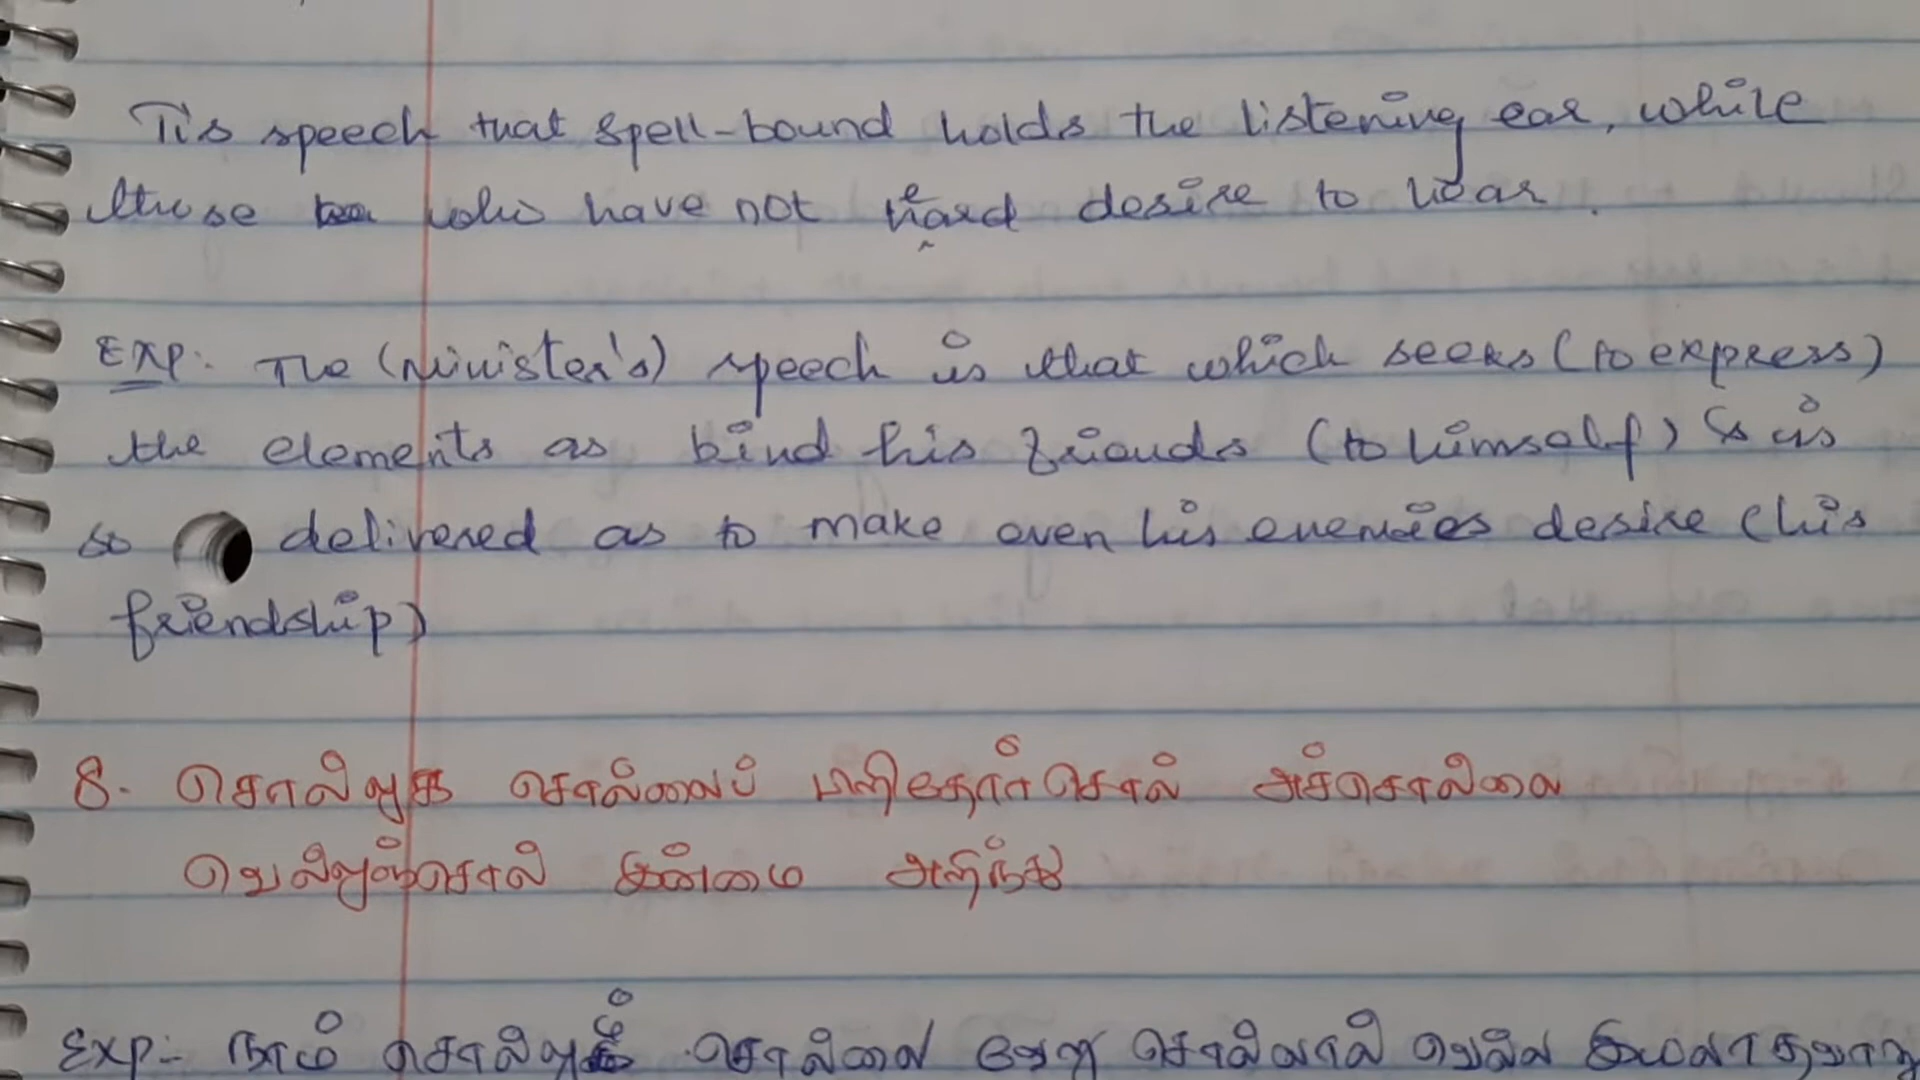 Tis speech that spell-bound holds the listening ear, while
those who have not heard desire to hear.
Exp: The (Minister's) speech is that which seeks (to express)
the elements as bind his friends (to himself) & is
so delivered as to make even his enemies desire (his
friendship)
8. சொல்லுக சொல்லைப் பிறிதோர்சொல் அச்சொல்லை
வெல்லுஞ்சொல் இன்மை அறிந்து
Exp:- நாம் சொல்லும் சொல்லை வேறு சொல்லால் வெல்ல இயலாதவாறு